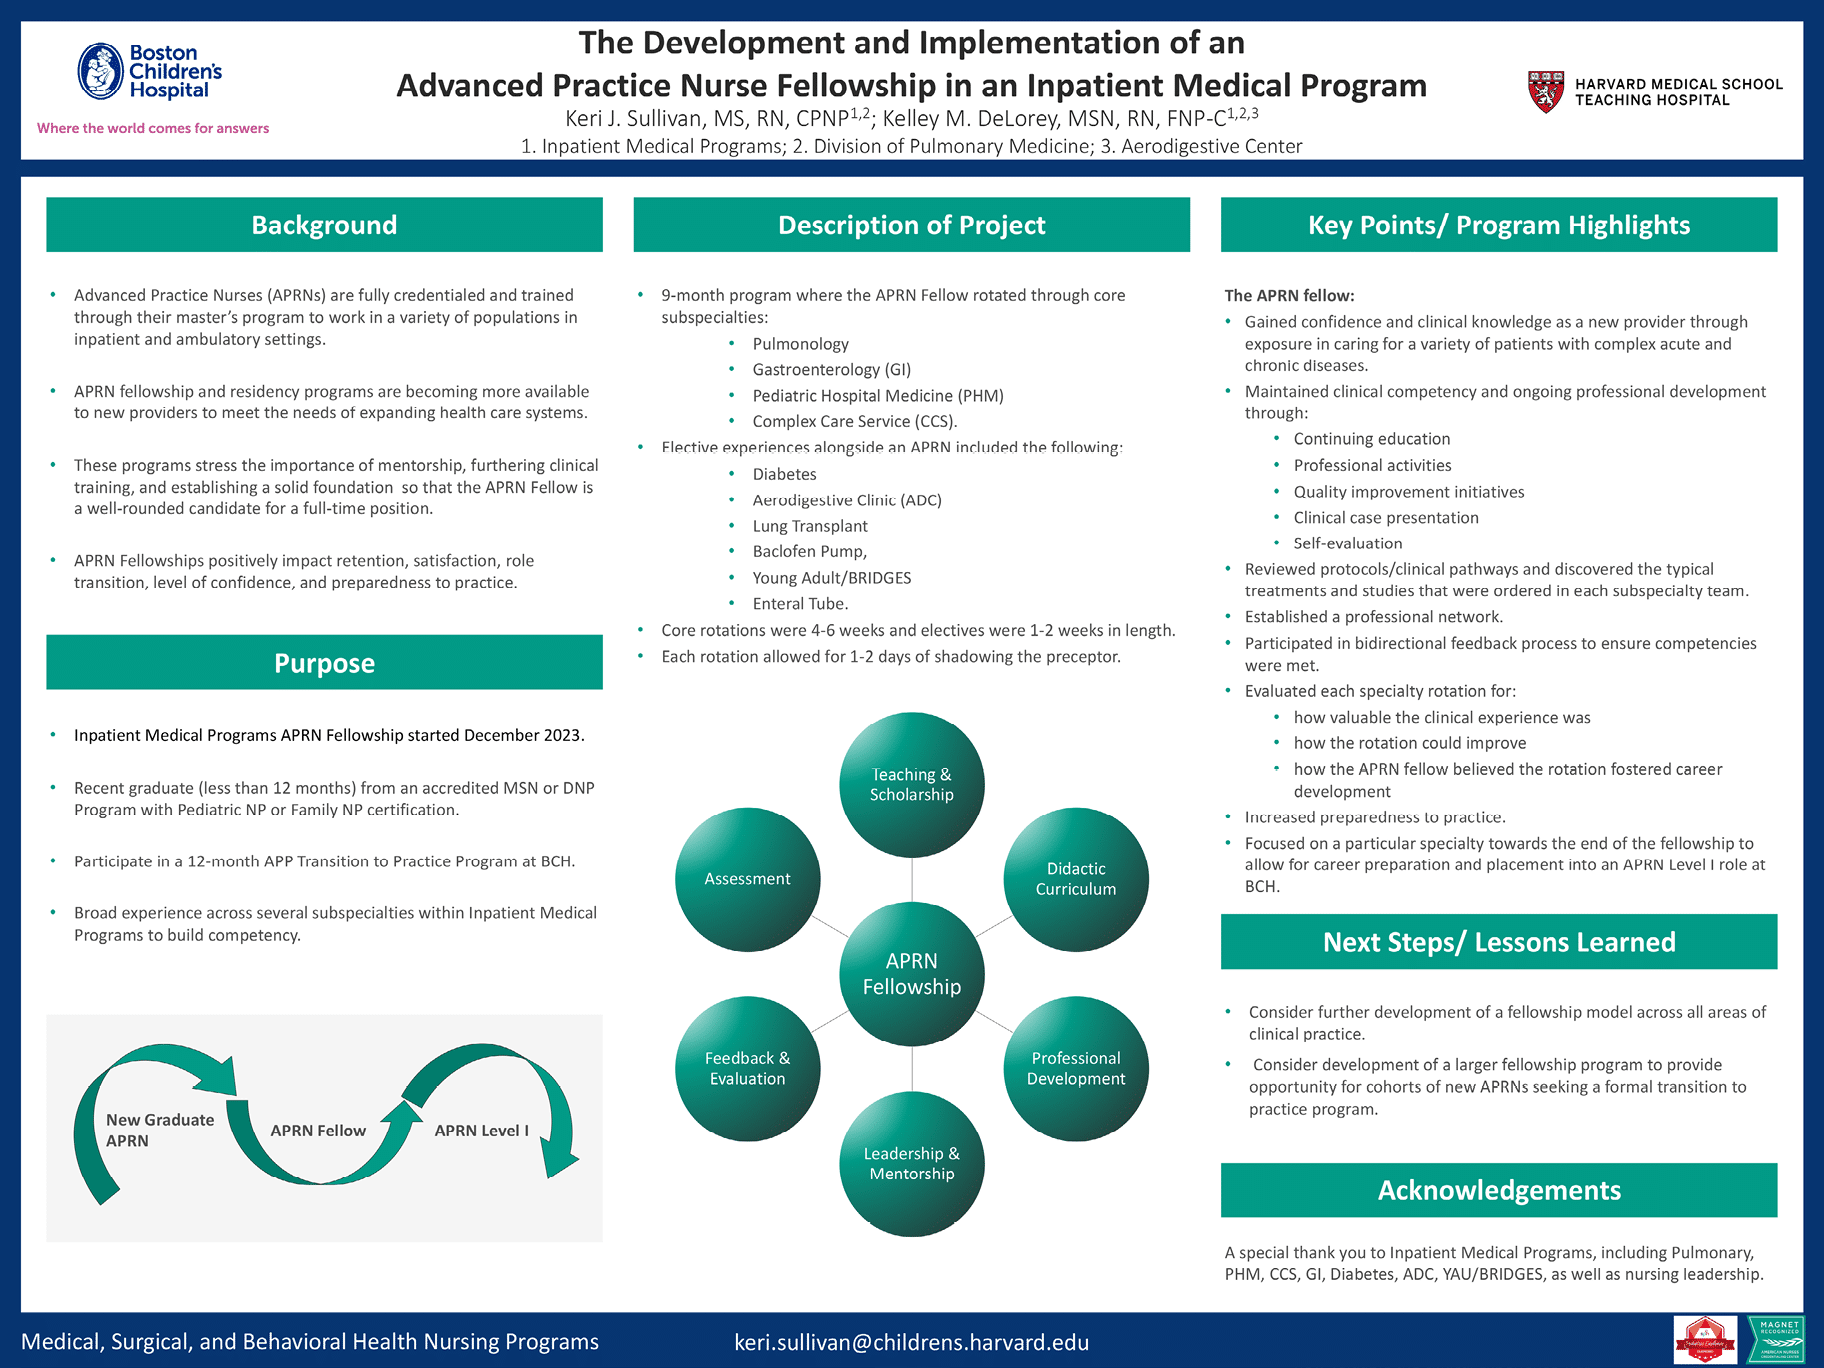 Boston
Children's
Hospital
Where the world comes for answers
The Development and Implementation of an
Advanced Practice Nurse Fellowship in an Inpatient Medical Program
Keri J. Sullivan, MS, RN, CPNP1,2; Kelley M. DeLorey, MSN, RN, FNP-C1,2,3
1. Inpatient Medical Programs; 2. Division of Pulmonary Medicine; 3. Aerodigestive Center
HARVARD MEDICAL SCHOOL
TEACHING HOSPITAL
Background
• Advanced Practice Nurses (APRNs) are fully credentialed and trained
through their master's program to work in a variety of populations in
inpatient and ambulatory settings.
• APRN fellowship and residency programs are becoming more available
to new providers to meet the needs of expanding health care systems.
• These programs stress the importance of mentorship, furthering clinical
training, and establishing a solid foundation so that the APRN Fellow is
a well-rounded candidate for a full-time position.
• APRN Fellowships positively impact retention, satisfaction, role
transition, level of confidence, and preparedness to practice.
Purpose
• Inpatient Medical Programs APRN Fellowship started December 2023.
• Recent graduate (less than 12 months) from an accredited MSN or DNP
Program with Pediatric NP or Family NP certification.
• Participate in a 12-month APP Transition to Practice Program at BCH.
• Broad experience across several subspecialties within Inpatient Medical
Programs to build competency.
New Graduate
APRN
APRN Fellow
APRN Level I
Description of Project
• 9-month program where the APRN Fellow rotated through core
subspecialties:
• Pulmonology
• Gastroenterology (GI)
• Pediatric Hospital Medicine (PHM)
• Complex Care Service (CCS).
• Elective experiences alongside an APRN included the following:
• Diabetes
• Aerodigestive Clinic (ADC)
• Lung Transplant
• Baclofen Pump,
• Young Adult/BRIDGES
• Enteral Tube.
• Core rotations were 4-6 weeks and electives were 1-2 weeks in length.
• Each rotation allowed for 1-2 days of shadowing the preceptor.
Teaching &
Scholarship
Assessment
Didactic
Curriculum
APRN
Fellowship
Feedback &
Evaluation
Professional
Development
Leadership &
Mentorship
Key Points/ Program Highlights
The APRN fellow:
• Gained confidence and clinical knowledge as a new provider through
exposure in caring for a variety of patients with complex acute and
chronic diseases.
• Maintained clinical competency and ongoing professional development
through:
• Continuing education
• Professional activities
• Quality improvement initiatives
• Clinical case presentation
• Self-evaluation
• Reviewed protocols/clinical pathways and discovered the typical
treatments and studies that were ordered in each subspecialty team.
• Established a professional network.
• Participated in bidirectional feedback process to ensure competencies
were met.
• Evaluated each specialty rotation for:
• how valuable the clinical experience was
• how the rotation could improve
• how the APRN fellow believed the rotation fostered career
development
• Increased preparedness to practice.
• Focused on a particular specialty towards the end of the fellowship to
allow for career preparation and placement into an APRN Level I role at
BCH.
Next Steps/ Lessons Learned
• Consider further development of a fellowship model across all areas of
clinical practice.
• Consider development of a larger fellowship program to provide
opportunity for cohorts of new APRNs seeking a formal transition to
practice program.
Acknowledgements
A special thank you to Inpatient Medical Programs, including Pulmonary,
PHM, CCS, GI, Diabetes, ADC, YAU/BRIDGES, as well as nursing leadership.
Medical, Surgical, and Behavioral Health Nursing Programs
keri.sullivan@childrens.harvard.edu
MAGNET
RECOGNIZED
AMERICAN NURSES
CREDENTIALING CENTER